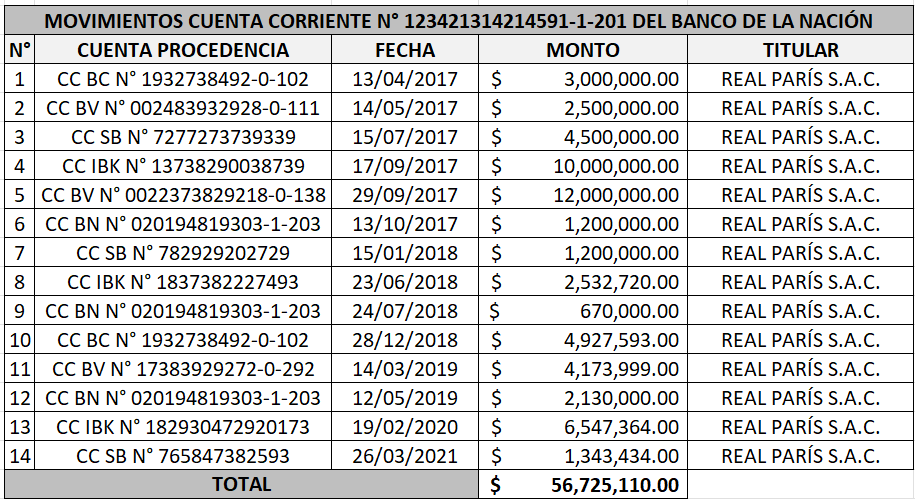 MOVIMIENTOS CUENTA CORRIENTE N° 123421314214591-1-201 DEL BANCO DE LA NACIÓN
N° CUENTA PROCEDENCIA FECHA MONTO TITULAR
1 CC BC N° 1932738492-0-102 13/04/2017 $ 3,000,000.00 REAL PARÍS S.A.C.
2 CC BV N° 002483932928-0-111 14/05/2017 $ 2,500,000.00 REAL PARÍS S.A.C.
3 CC SB N° 7277273739339 15/07/2017 $ 4,500,000.00 REAL PARÍS S.A.C.
4 CC IBK N° 13738290038739 17/09/2017 $ 10,000,000.00 REAL PARÍS S.A.C.
5 CC BV N° 0022373829218-0-138 29/09/2017 $ 12,000,000.00 REAL PARÍS S.A.C.
6 CC BN N° 020194819303-1-203 13/10/2017 $ 1,200,000.00 REAL PARÍS S.A.C.
7 CC SB N° 782929202729 15/01/2018 $ 1,200,000.00 REAL PARÍS S.A.C.
8 CC IBK N° 1837382227493 23/06/2018 $ 2,532,720.00 REAL PARÍS S.A.C.
9 CC BN N° 020194819303-1-203 24/07/2018 $ 670,000.00 REAL PARÍS S.A.C.
10 CC BC N° 1932738492-0-102 28/12/2018 $ 4,927,593.00 REAL PARÍS S.A.C.
11 CC BV N° 17383929272-0-292 14/03/2019 $ 4,173,999.00 REAL PARÍS S.A.C.
12 CC BN N° 020194819303-1-203 12/05/2019 $ 2,130,000.00 REAL PARÍS S.A.C.
13 CC IBK N° 182930472920173 19/02/2020 $ 6,547,364.00 REAL PARÍS S.A.C.
14 CC SB N° 765847382593 26/03/2021 $ 1,343,434.00 REAL PARÍS S.A.C.
TOTAL $ 56,725,110.00